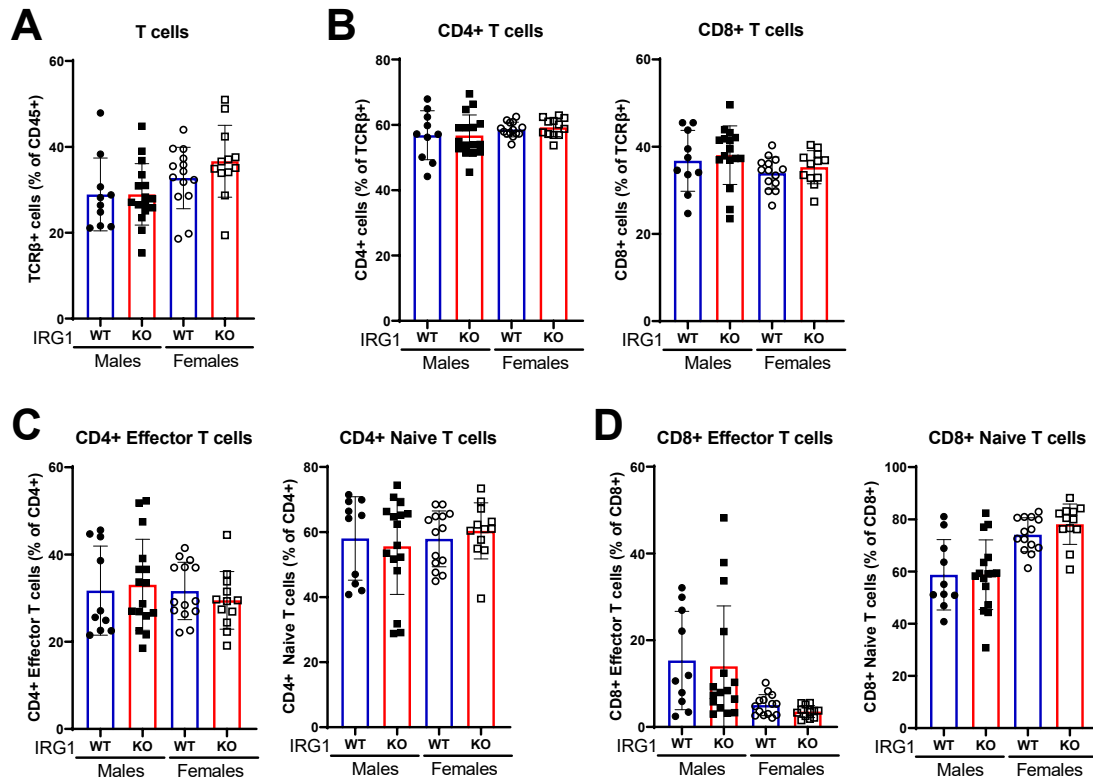 A
T cells
TCRβ+ cells (% of CD45+)
60
40
20
0
IRG1
WT KO WT KO
Males Females
B
CD4+ T cells
CD4+ cells (% of TCRβ+)
80
60
40
20
0
IRG1
WT KO WT KO
Males Females
CD8+ T cells
CD8+ cells (% of TCRβ+)
60
40
20
0
WT KO WT KO
Males Females
C
CD4+ Effector T cells
CD4+ Effector T cells (% of CD4+)
60
40
20
0
IRG1
WT KO WT KO
Males Females
CD4+ Naive T cells
CD4+ Naive T cells (% of CD4+)
80
60
40
20
0
WT KO WT KO
Males Females
D
CD8+ Effector T cells
CD8+ Effector T cells (% of CD8+)
60
40
20
0
IRG1
WT KO WT KO
Males Females
CD8+ Naive T cells
CD8+ Naive T cells (% of CD8+)
100
80
60
40
20
0
WT KO WT KO
Males Females